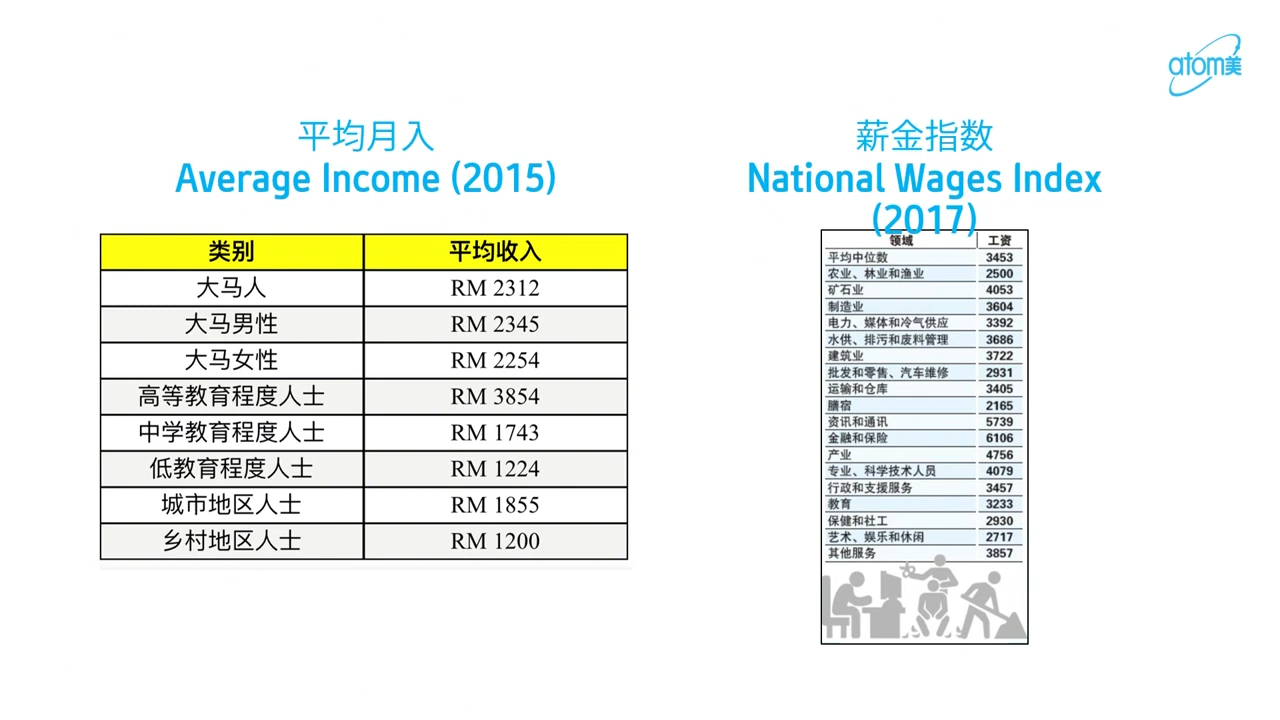 atom美
平均月入
Average Income (2015)
类别 平均收入
大马人 RM 2312
大马男性 RM 2345
大马女性 RM 2254
高等教育程度人士 RM 3854
中学教育程度人士 RM 1743
低教育程度人士 RM 1224
城市地区人士 RM 1855
乡村地区人士 RM 1200
薪金指数
National Wages Index
(2017)
领域 工资
平均中位数 3453
农业、林业和渔业 2500
矿石业 4053
制造业 3604
电力、媒体和冷气供应 3392
水供、排污和废料管理 3686
建筑业 3722
批发和零售、汽车维修 2931
运输和仓库 3405
膳宿 2165
资讯和通讯 5739
金融和保险 6106
产业 4756
专业、科学技术人员 4079
行政和支援服务 3457
教育 3233
保健和社工 2930
艺术、娱乐和休闲 2717
其他服务 3857